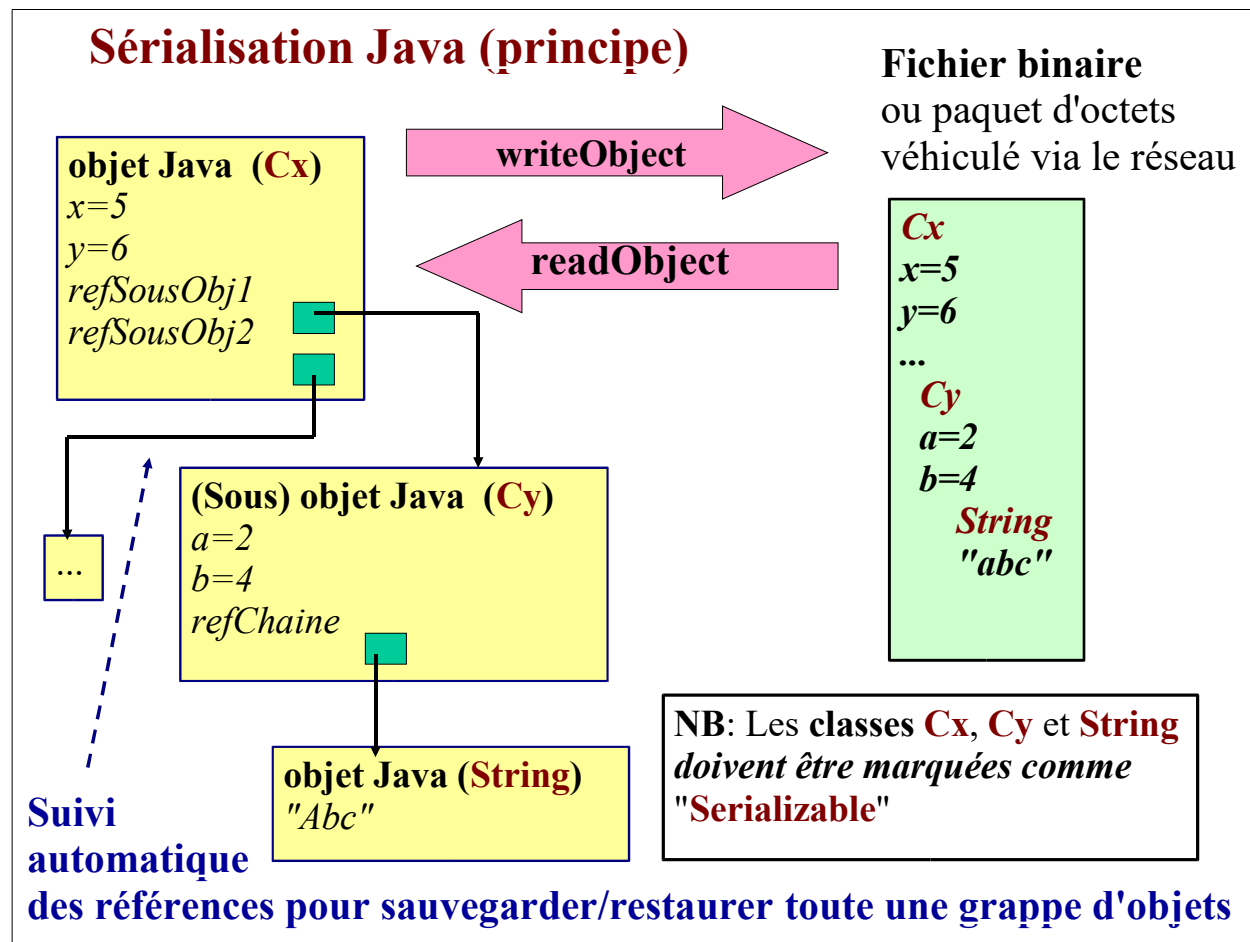 Sérialisation Java (principe)
Fichier binaire
ou paquet d'octets
véhiculé via le réseau
writeObject
readObject
objet Java (Cx)
x=5
y=6
refSousObj1
refSousObj2
Cx
x=5
y=6
...
Cy
a=2
b=4
String
"abc"
(Sous) objet Java (Cy)
a=2
b=4
refChaine
...
objet Java (String)
"Abc"
NB: Les classes Cx, Cy et String
doivent être marquées comme
"Serializable"
Suivi
automatique
des références pour sauvegarder/restaurer toute une grappe d'objets